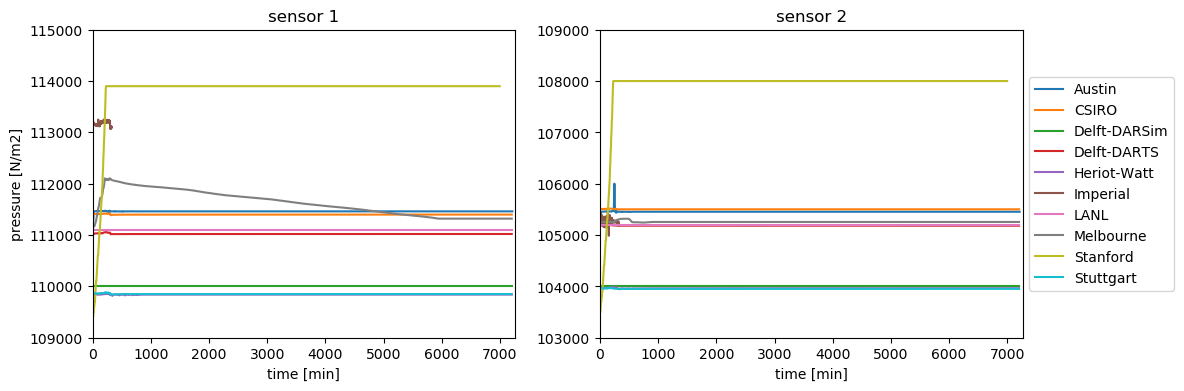 sensor 1
115000
114000
113000
112000
111000
110000
109000
pressure [N/m2]
0 1000 2000 3000 4000 5000 6000 7000
time [min]
sensor 2
109000
108000
107000
106000
105000
104000
103000
0 1000 2000 3000 4000 5000 6000 7000
time [min]
Austin
CSIRO
Delft-DARSim
Delft-DARTS
Heriot-Watt
Imperial
LANL
Melbourne
Stanford
Stuttgart